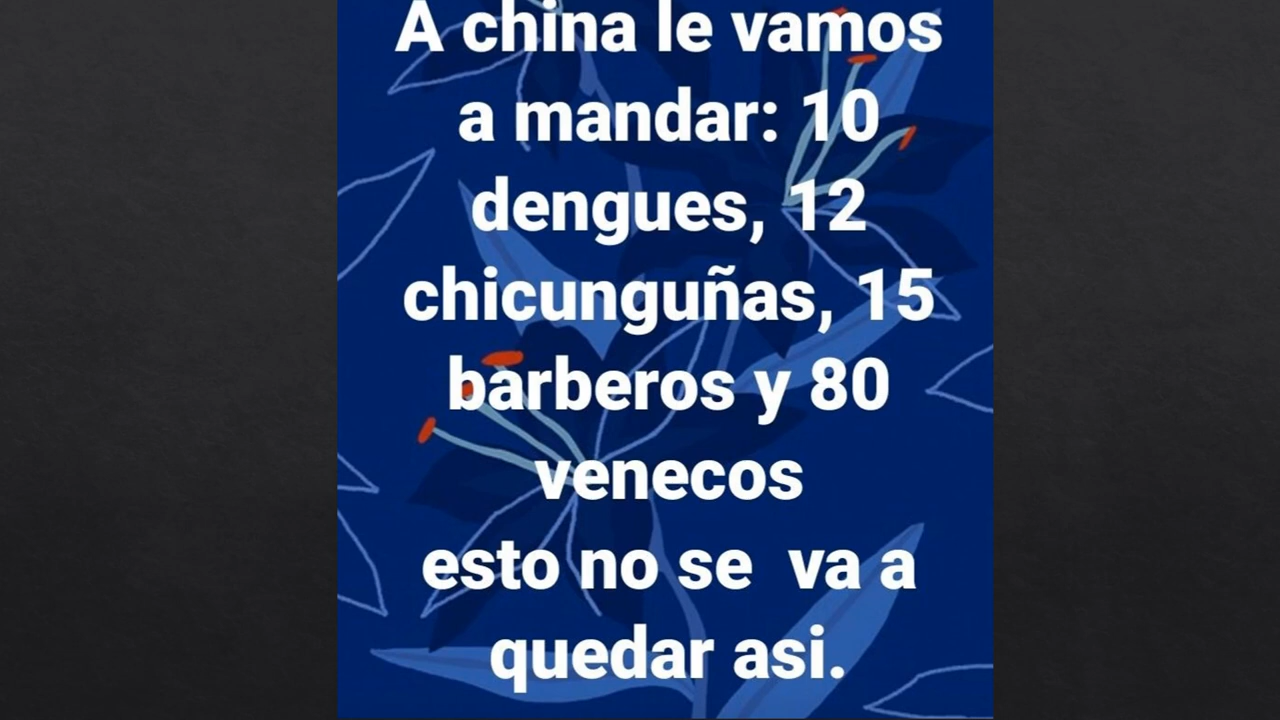 A china le vamos
a mandar: 10
dengues, 12
chicunguñas, 15
barberos y 80
venecos
esto no se  va a
quedar asi.